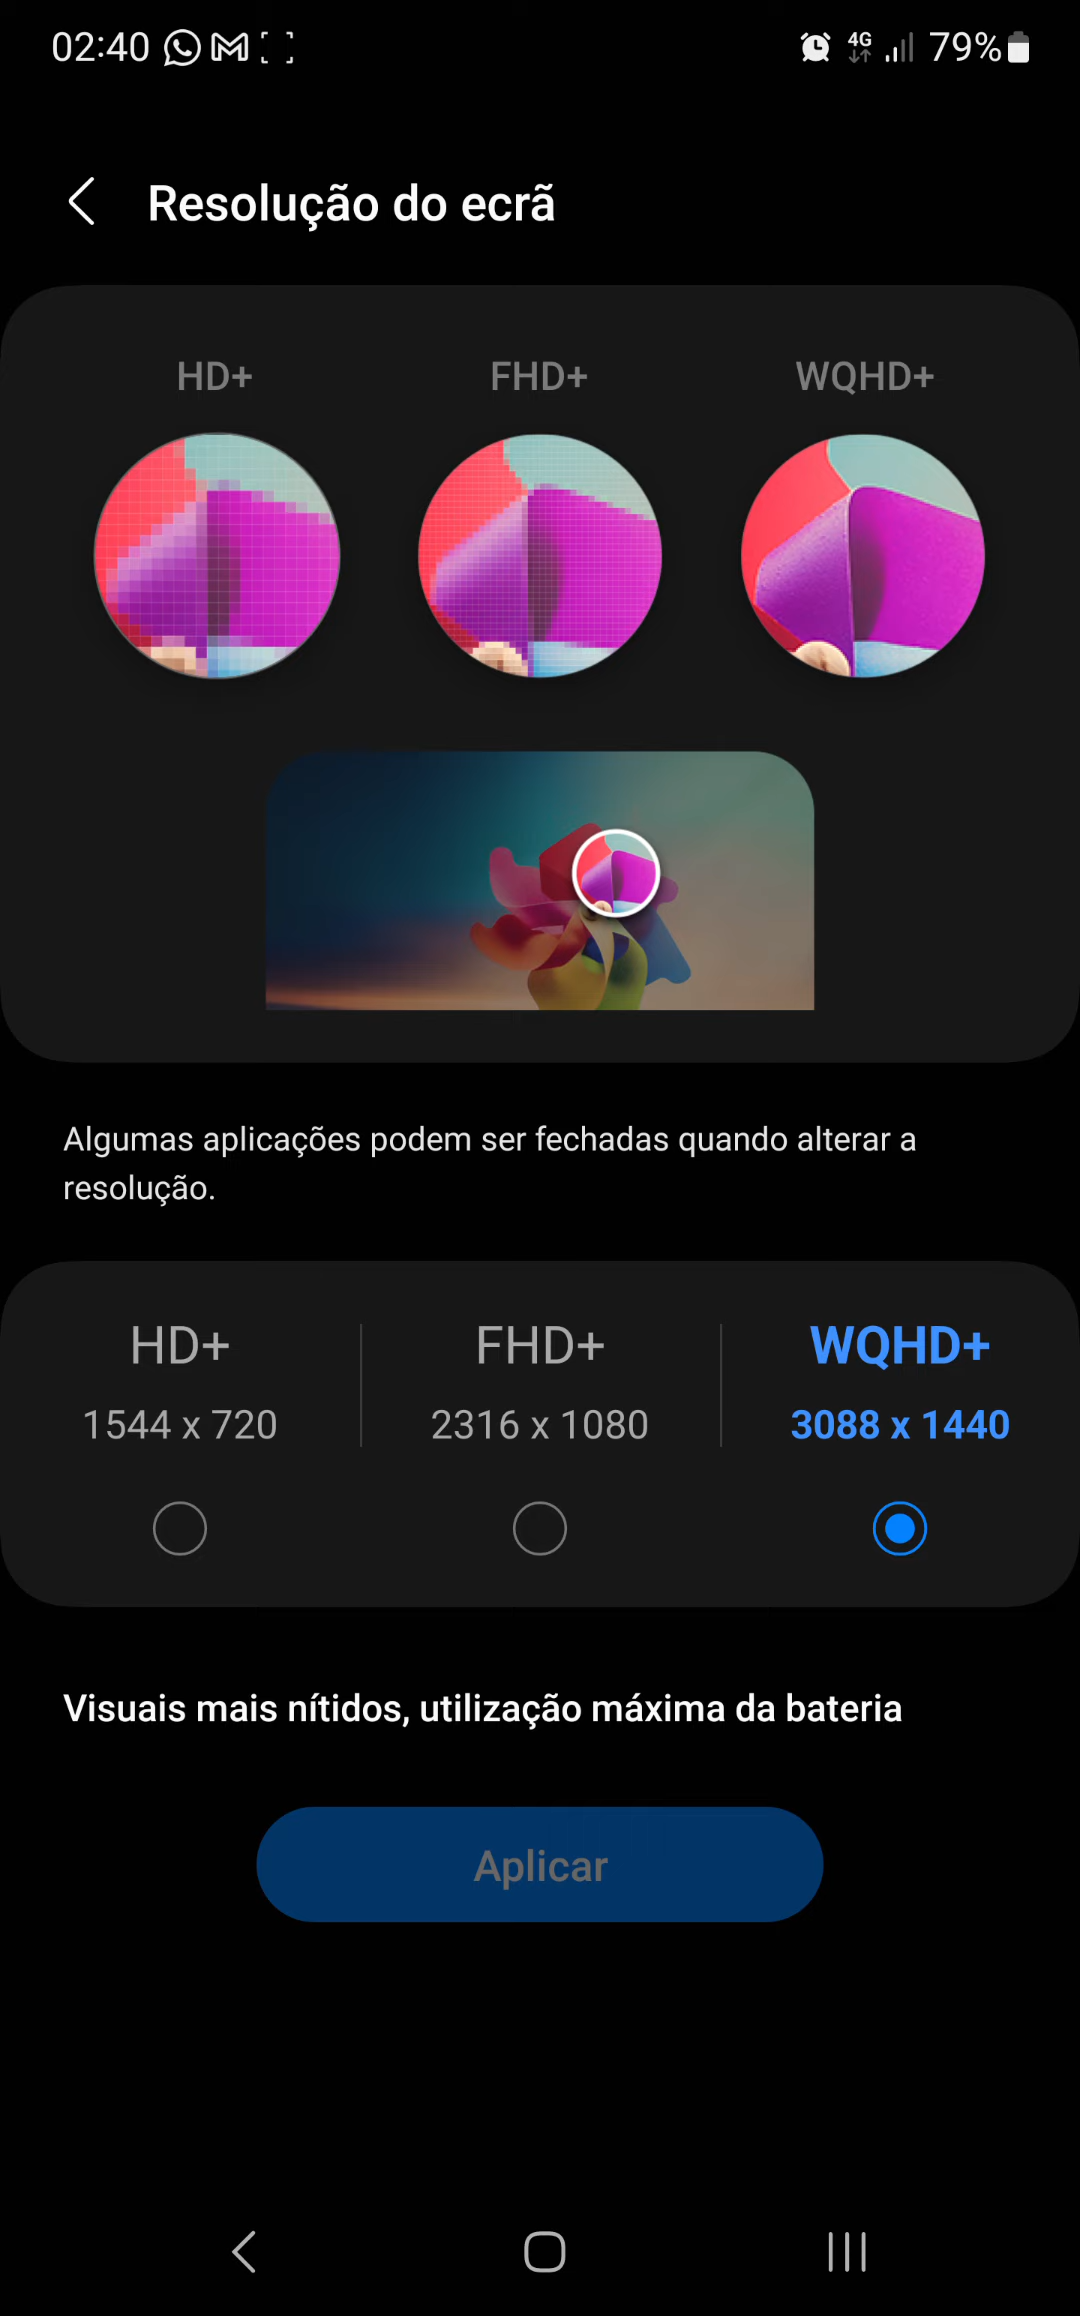 02:40
4G
79%
Resolução do ecrã
HD+ FHD+ WQHD+
Algumas aplicações podem ser fechadas quando alterar a
resolução.
HD+ FHD+ WQHD+
1544 x 720 2316 x 1080 3088 x 1440
Visuais mais nítidos, utilização máxima da bateria
Aplicar